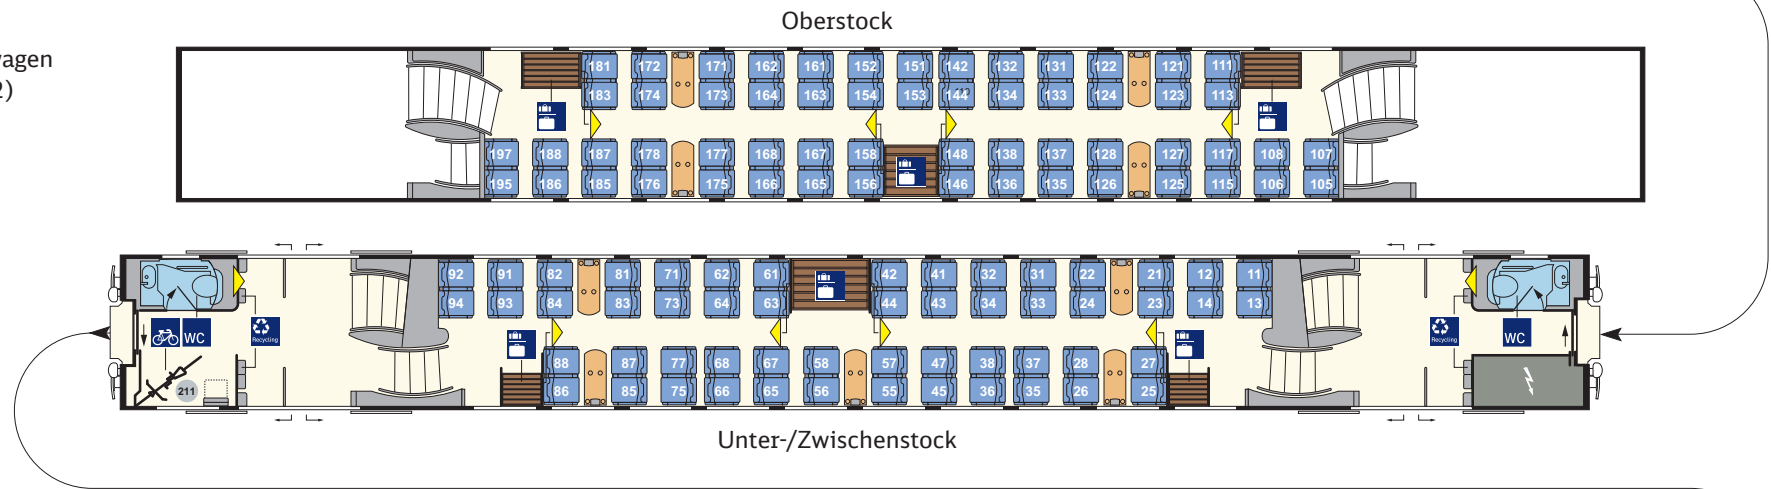 Oberstock
wagen
2)
181 172 171 162 161 152 151 142 132 131 122 121 111
183 174 173 164 163 154 153 144 134 133 124 123 113
197 188 187 178 177 168 167 158 148 138 137 128 127 117 108 107
195 186 185 176 175 166 165 156 146 136 135 126 125 115 106 105
92 91 82 81 71 62 61 42 41 32 31 22 21 12 11
94 93 84 83 73 64 63 44 43 34 33 24 23 14 13
WC Recycling Recycling WC
88 87 77 68 67 58 57 47 38 37 28 27
211 86 85 75 66 65 56 55 45 36 35 26 25
Unter-/Zwischenstock